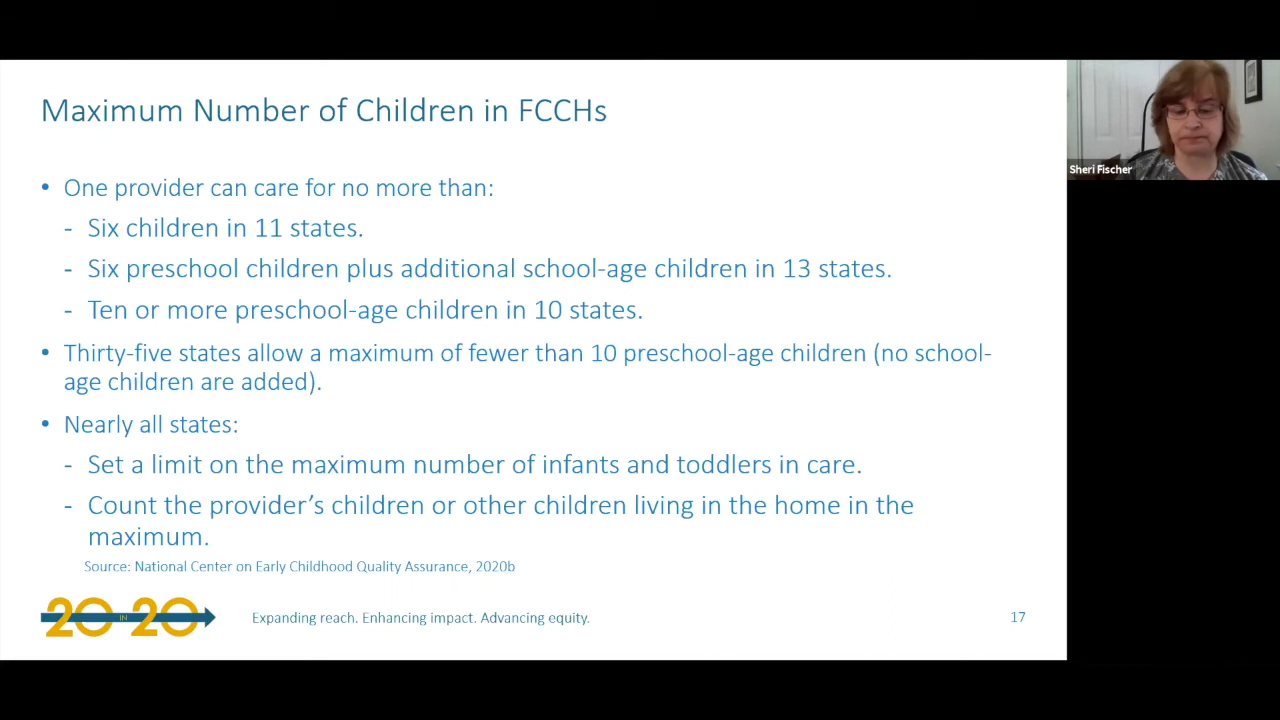 Maximum Number of Children in FCCHs
Sheri Fischer
• One provider can care for no more than:
- Six children in 11 states.
- Six preschool children plus additional school-age children in 13 states.
- Ten or more preschool-age children in 10 states.
• Thirty-five states allow a maximum of fewer than 10 preschool-age children (no school-
age children are added).
• Nearly all states:
- Set a limit on the maximum number of infants and toddlers in care.
- Count the provider’s children or other children living in the home in the
maximum.
Source: National Center on Early Childhood Quality Assurance, 2020b
20 IN 20
Expanding reach. Enhancing impact. Advancing equity.
17